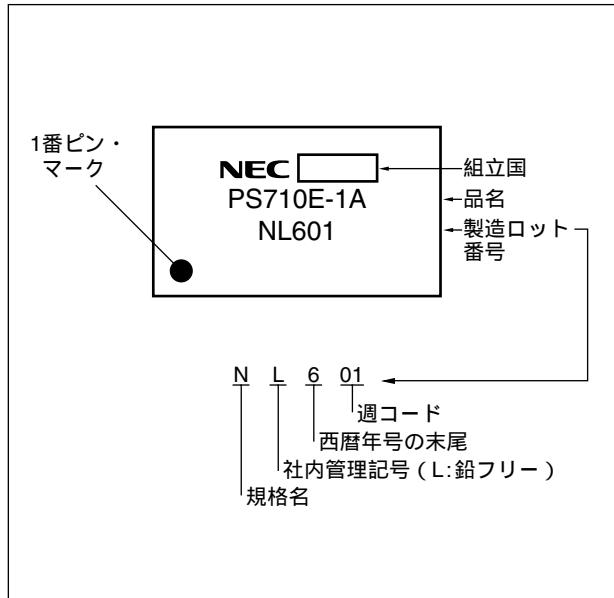 1番ピン・
マーク
NEC
組立国
PS710E-1A
品名
NL601
製造ロット
番号
N L 6 01
週コード
西暦年号の末尾
社内管理記号（L:鉛フリー）
規格名